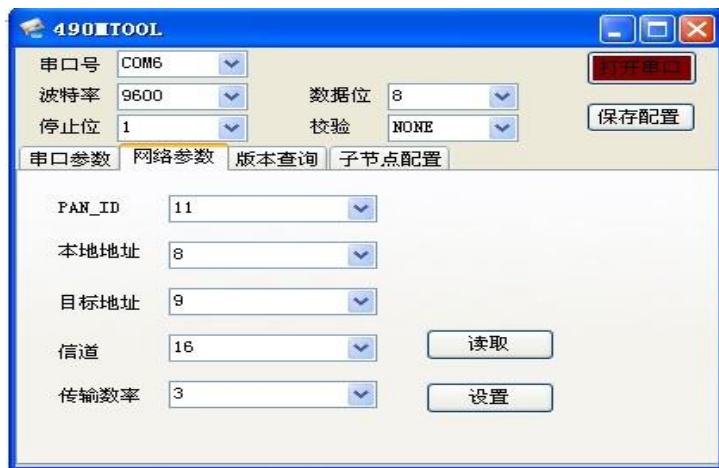 490MTOOL
串口号 COM6 打开串口
波特率 9600 数据位 8
停止位 1 校验 NONE 保存配置
串口参数 网络参数 版本查询 子节点配置
PAN_ID 11
本地地址 8
目标地址 9
信道 16 读取
传输数率 3 设置